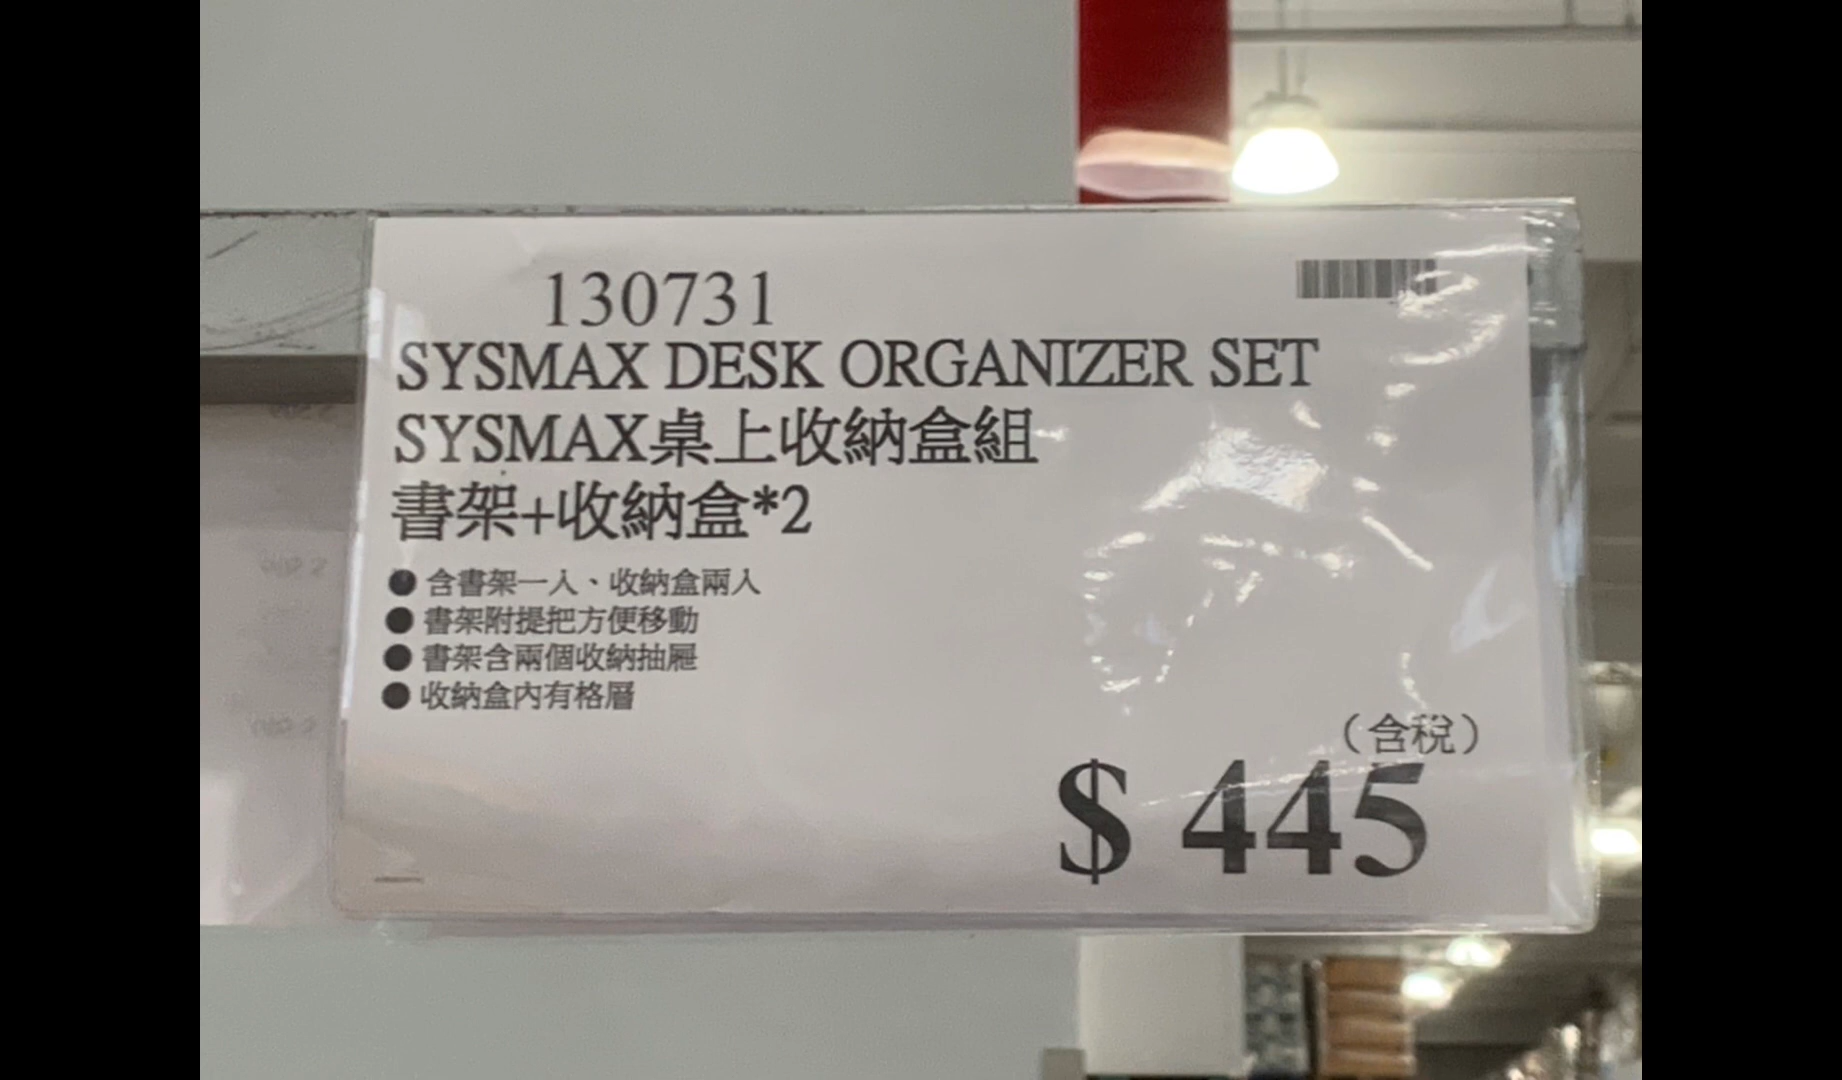 130731
SYSMAX DESK ORGANIZER SET
SYSMAX桌上收納盒組
書架+收納盒*2
● 含書架一入、收納盒兩入
● 書架附提把方便移動
● 書架含兩個收納抽屜
● 收納盒內有格層
（含稅）
$ 445